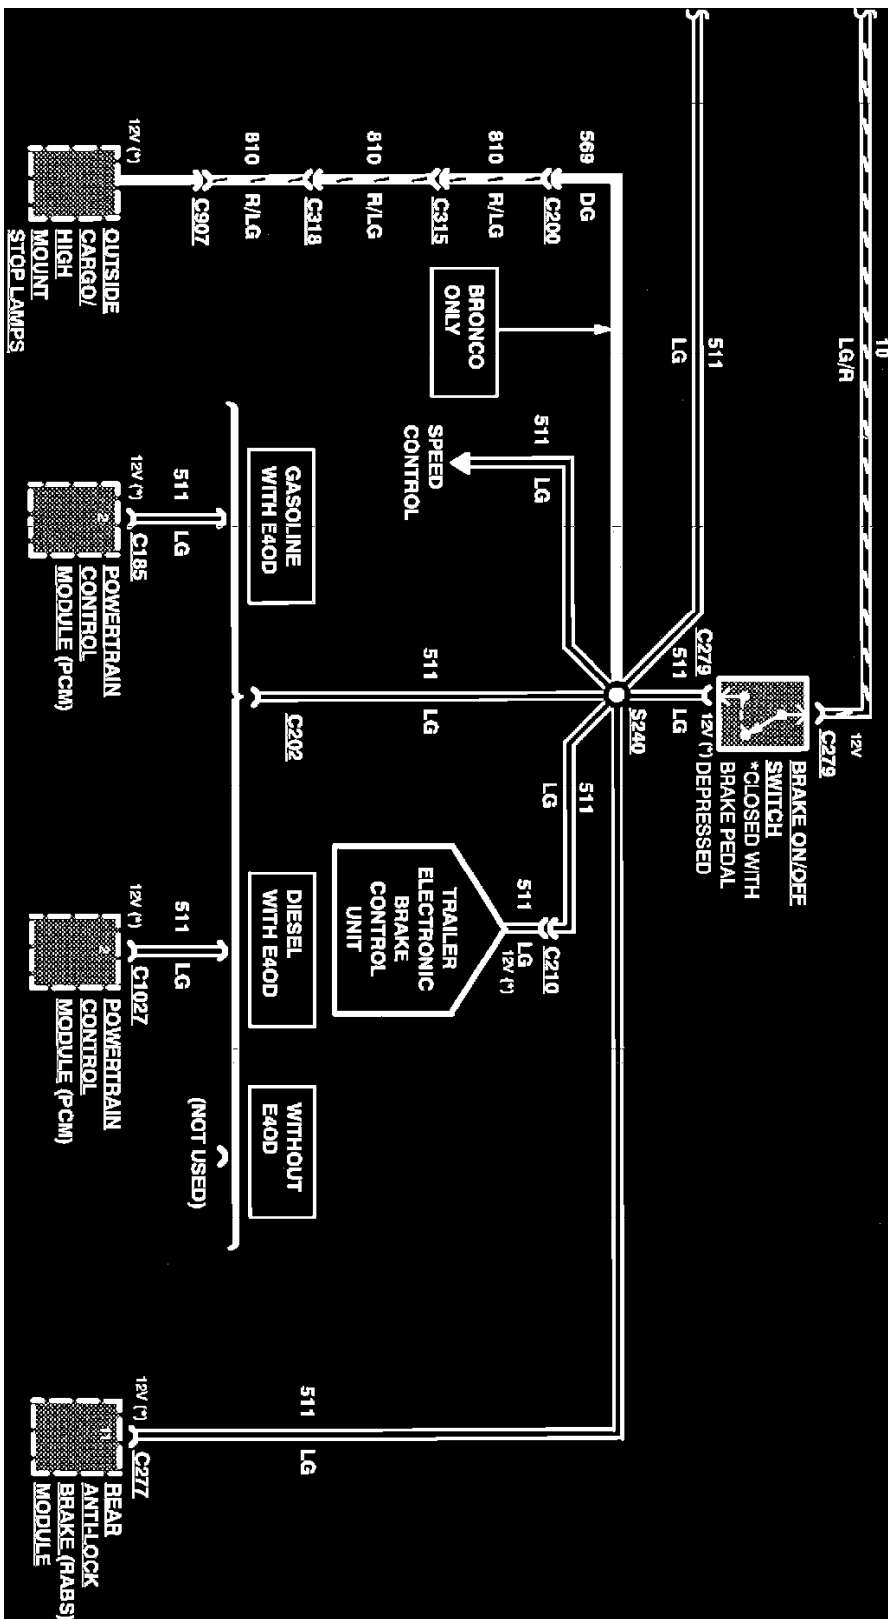 10
LG/R
12V
C279
BRAKE ON/OFF
SWITCH
*CLOSED WITH
BRAKE PEDAL
DEPRESSED
511
LG
C279
511
LG
12V (*)
S240
569
DG
C200
810
R/LG
C315
810
R/LG
C318
810
R/LG
C907
12V (*)
OUTSIDE
CARGO/
HIGH
MOUNT
STOP LAMPS
BRONCO
ONLY
511
LG
SPEED
CONTROL
511
LG
C202
511
LG
C210
511
LG
12V (*)
TRAILER
ELECTRONIC
BRAKE
CONTROL
UNIT
GASOLINE
WITH E4OD
511
LG
12V (*)
C185
2
POWERTRAIN
CONTROL
MODULE (PCM)
DIESEL
WITH E4OD
511
LG
12V (*)
C1027
2
POWERTRAIN
CONTROL
MODULE (PCM)
WITHOUT
E4OD
(NOT USED)
511
LG
12V (*)
C277
11
REAR
ANTI-LOCK
BRAKE (RABS)
MODULE